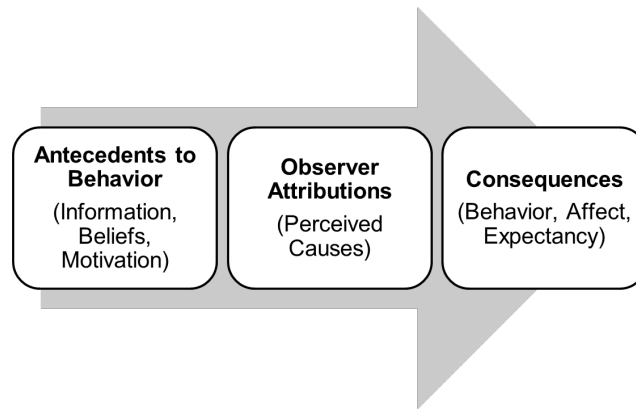 Antecedents to
Behavior
(Information,
Beliefs,
Motivation)
Observer
Attributions
(Perceived
Causes)
Consequences
(Behavior, Affect,
Expectancy)